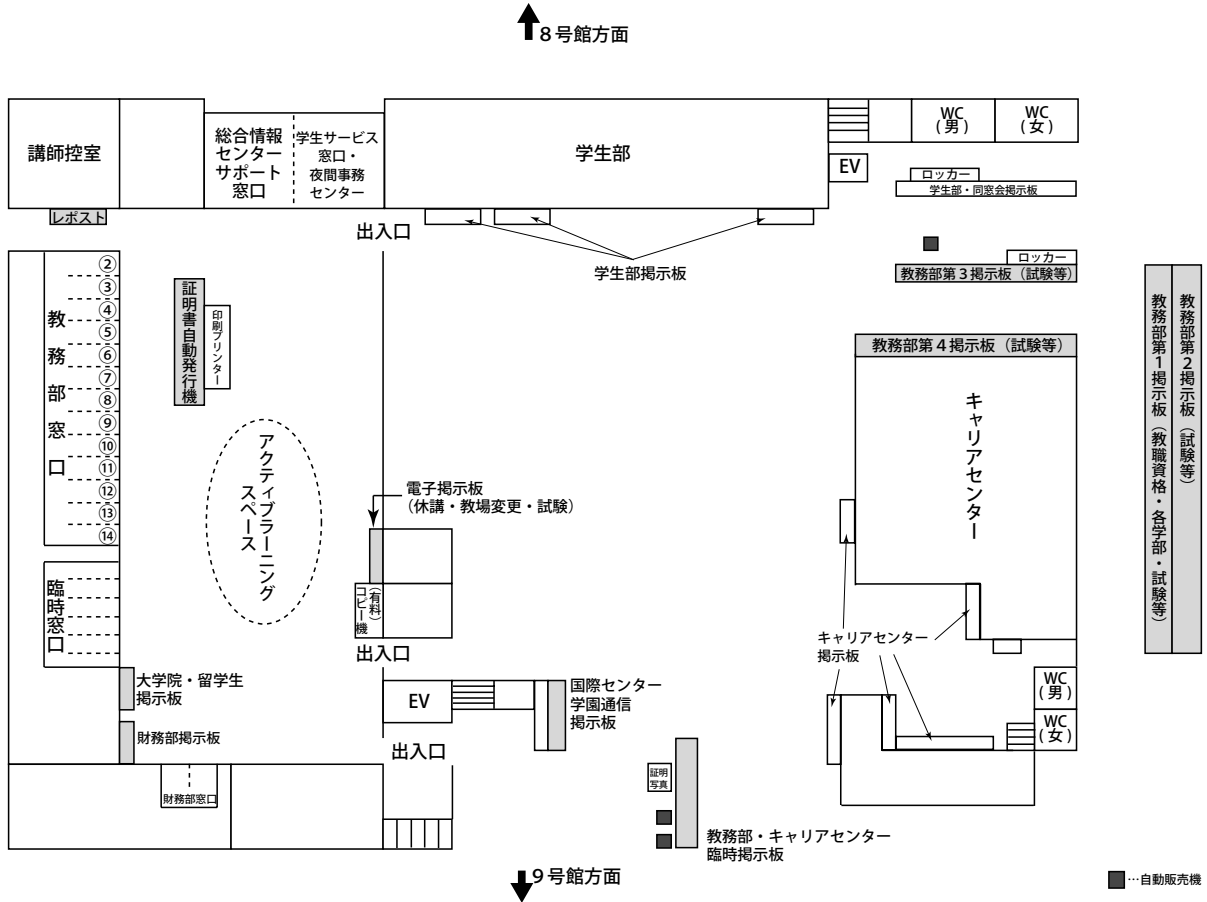 ８号館方面
講師控室
総合情報
センター
サポート
窓口
学生サービス
窓口・
夜間事務
センター
学生部
WC
(男)
WC
(女)
EV
ロッカー
学生部・同窓会掲示板
レポスト
出入口
学生部掲示板
ロッカー
教務部第３掲示板（試験等）
教務部窓口
②
③
④
⑤
⑥
⑦
⑧
⑨
⑩
⑪
⑫
⑬
⑭
証明書自動発行機
印刷プリンター
教務部第４掲示板（試験等）
キャリアセンター
教務部第１掲示板（教職資格・各学部・試験等）
教務部第２掲示板（試験等）
アクティブラーニング
スペース
電子掲示板
（休講・教場変更・試験）
（有料）
コピー機
臨時窓口
出入口
キャリアセンター
掲示板
大学院・留学生
掲示板
EV
国際センター
学園通信
掲示板
WC
(男)
WC
(女)
財務部掲示板
出入口
財務部窓口
証明
写真
教務部・キャリアセンター
臨時掲示板
９号館方面
…自動販売機